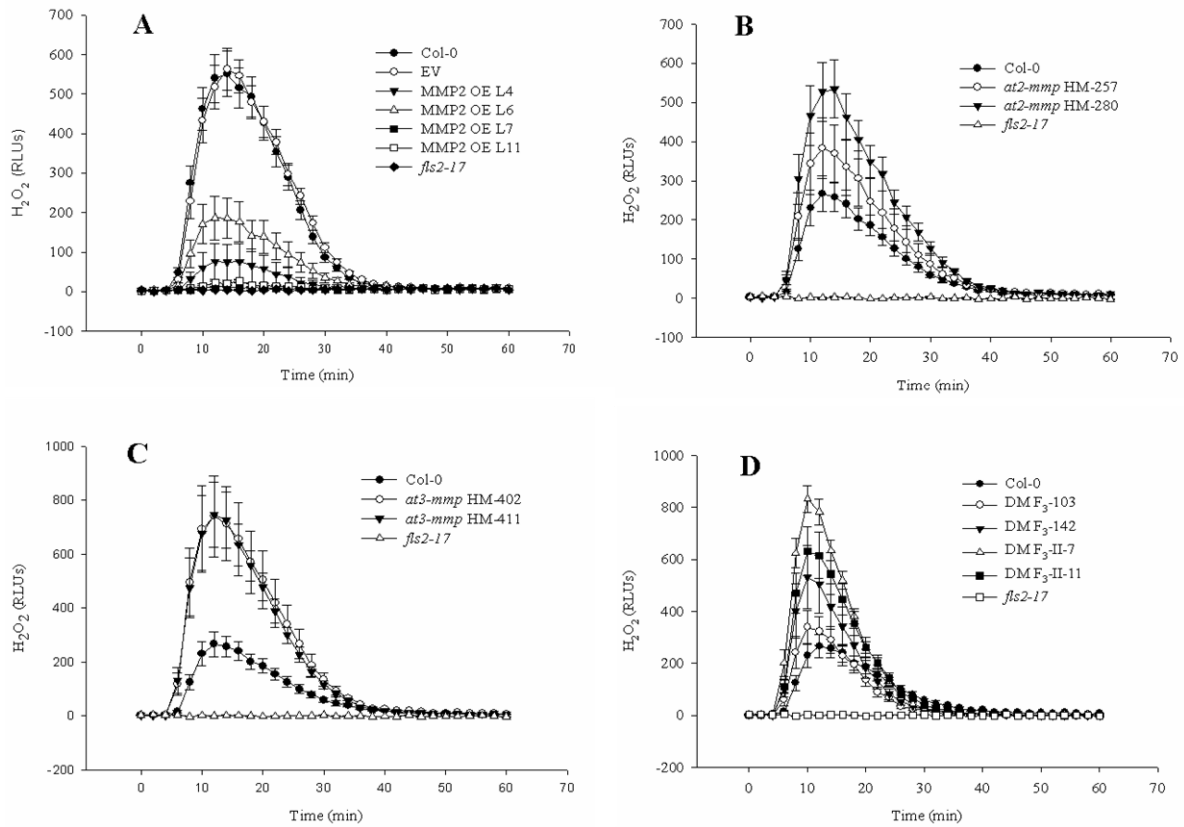 A
H2O2 (RLUs)
700
600
500
400
300
200
100
0
-100
0 10 20 30 40 50 60 70
Time (min)
Col-0
EV
MMP2 OE L4
MMP2 OE L6
MMP2 OE L7
MMP2 OE L11
fls2-17
B
H2O2 (RLUs)
700
600
500
400
300
200
100
0
-100
0 10 20 30 40 50 60 70
Time (min)
Col-0
at2-mmp HM-257
at2-mmp HM-280
fls2-17
C
H2O2 (RLUs)
1000
800
600
400
200
0
-200
0 10 20 30 40 50 60 70
Time (min)
Col-0
at3-mmp HM-402
at3-mmp HM-411
fls2-17
D
H2O2 (RLUs)
1000
800
600
400
200
0
-200
0 10 20 30 40 50 60 70
Time (min)
Col-0
DM F3-103
DM F3-142
DM F3-II-7
DM F3-II-11
fls2-17